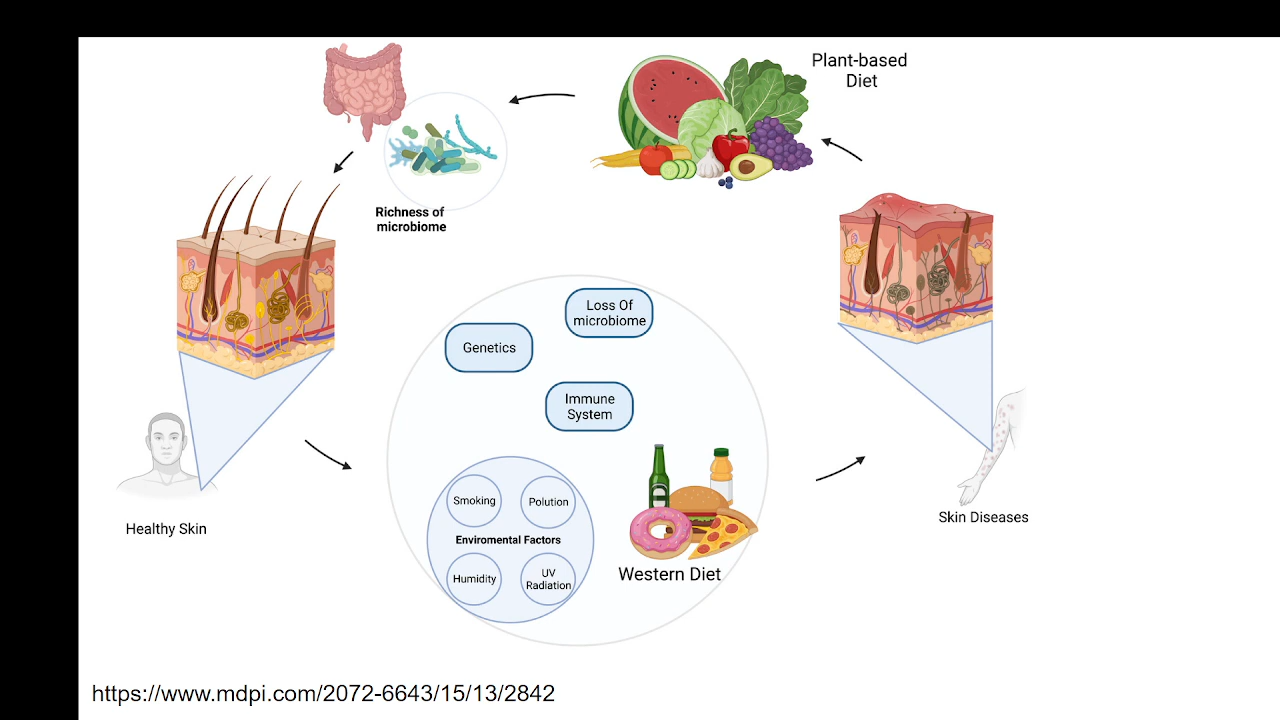 Plant-based
Diet
Richness of
microbiome
Loss Of
microbiome
Genetics
Immune
System
Smoking
Polution
Enviromental Factors
Humidity
UV
Radiation
Western Diet
Healthy Skin
Skin Diseases
https://www.mdpi.com/2072-6643/15/13/2842